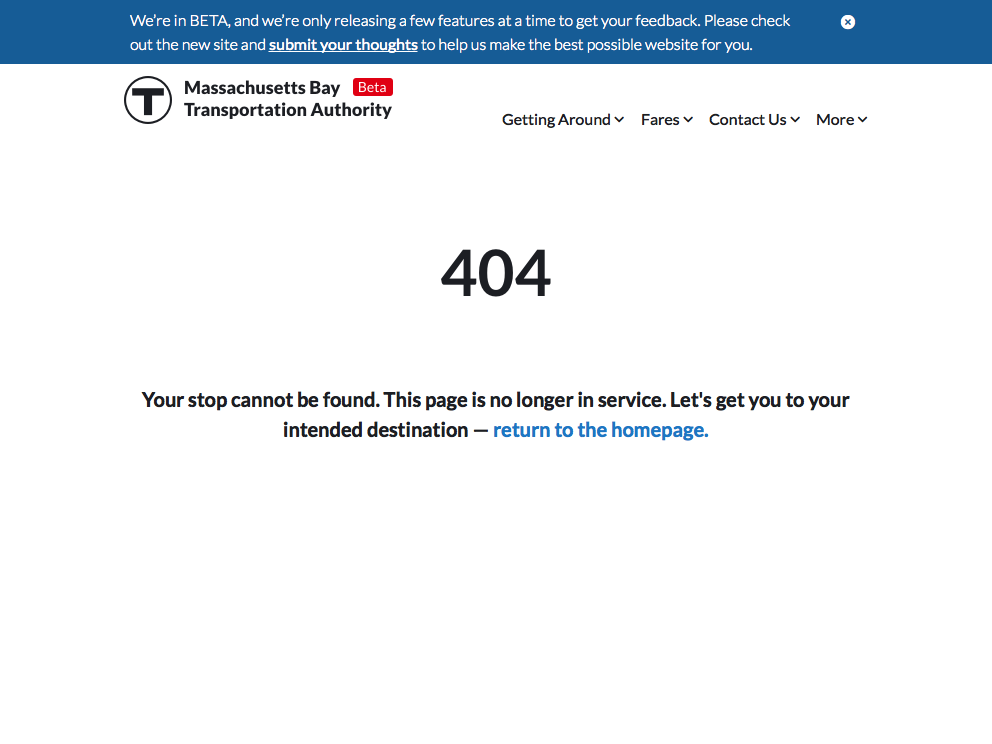 We're in BETA, and we're only releasing a few features at a time to get your feedback. Please check
out the new site and submit your thoughts to help us make the best possible website for you.
T
Massachusetts Bay Beta
Transportation Authority
Getting Around Fares Contact Us More
404
Your stop cannot be found. This page is no longer in service. Let's get you to your
intended destination — return to the homepage.